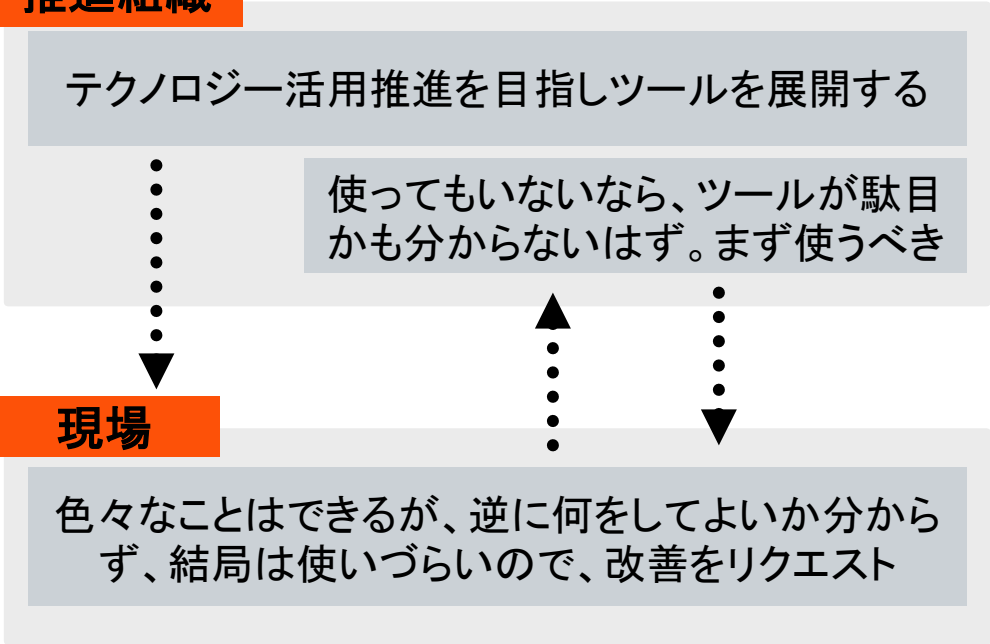 推進組織
テクノロジー活用推進を目指しツールを展開する
使ってもいないなら、ツールが駄目
かも分からないはず。まず使うべき
現場
色々なことはできるが、逆に何をしてよいか分から
ず、結局は使いづらいので、改善をリクエスト